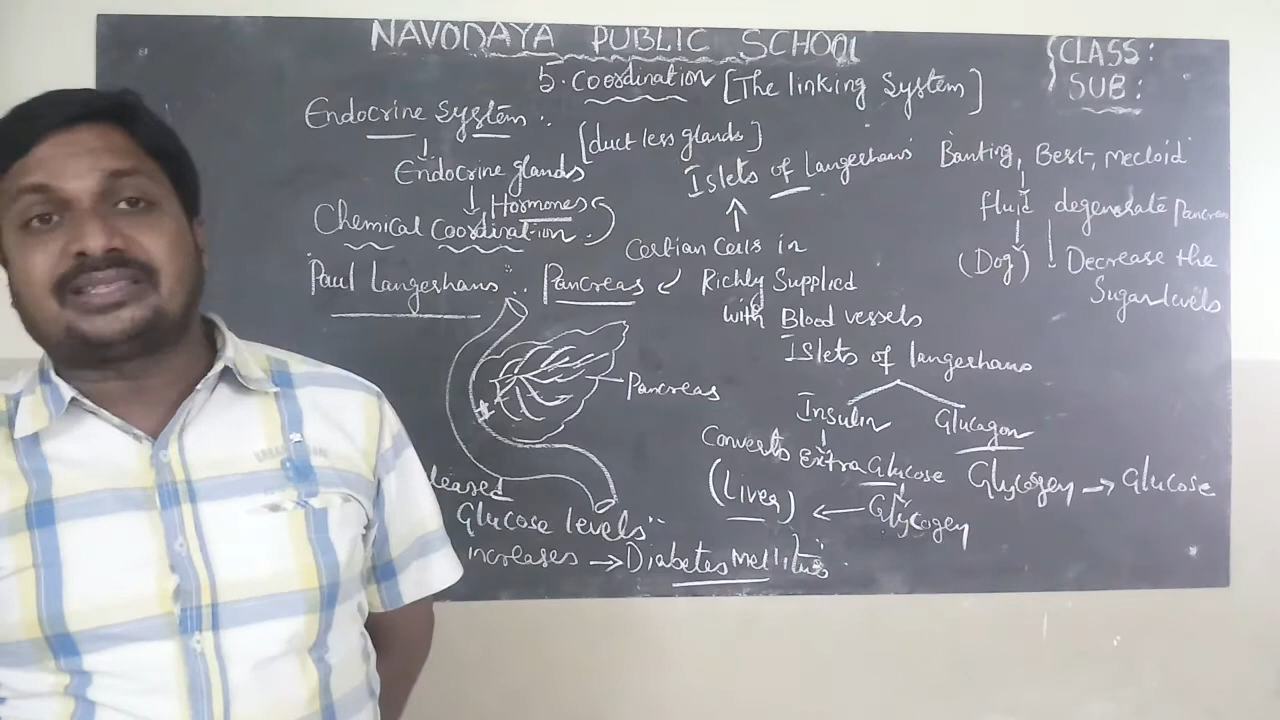 NAVODAYA PUBLIC SCHOOL
CLASS:
SUB:
5. Coordination [The linking System]
Endocrine System :.
[duct less glands]
Endocrine glands
Hormones
Chemical Coordination.
Paul Langerhans :. Pancreas
Islets of Langerhans
Certian Cells in
Richly Supplied
with Blood vessels
Islets of langerhans
Insulin
Glucagon
Converts Extra Glucose
Glycogen → Glucose
(Liver) ← Glycogen
Pancreas
leased
Glucose levels
increases → Diabetes Mellitus.
Banting, Best, Mecloid
fluid degenerate Pancreas
(Dog) Decrease the
Sugar levels